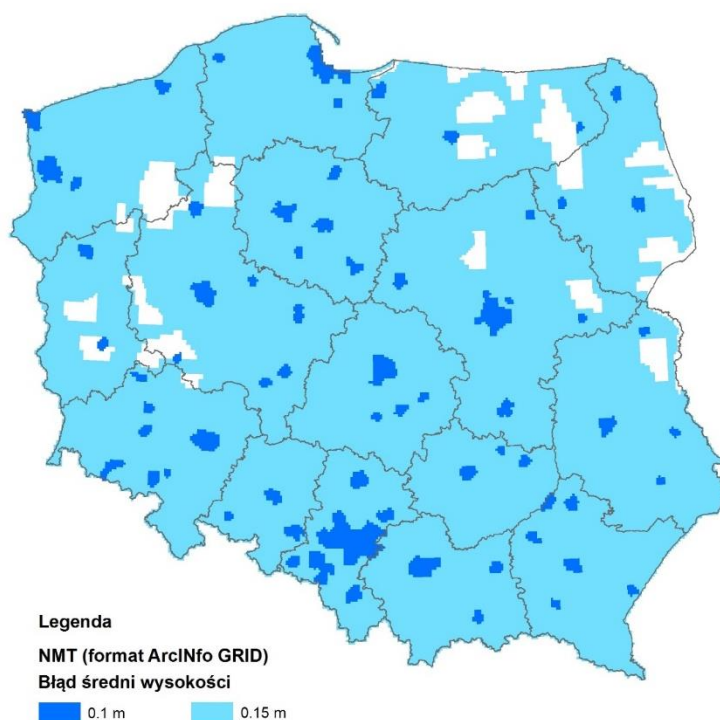 Legenda
NMT (format ArcINfo GRID)
Błąd średni wysokości
0.1 m 0.15 m